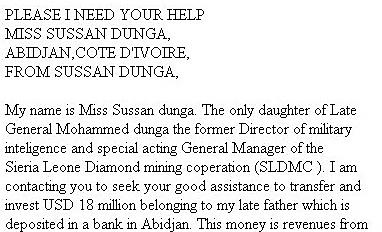 PLEASE I NEED YOUR HELP
MISS SUSSAN DUNGA,
ABIDJAN,COTE D'IVOIRE,
FROM SUSSAN DUNGA,
My name is Miss Sussan dunga. The only daughter of Late
General Mohammed dunga the former Director of military
inteligence and special acting General Manager of the
Sieria Leone Diamond mining coperation (SLDMC ). I am
contacting you to seek your good assistance to transfer and
invest USD 18 million belonging to my late father which is
deposited in a bank in Abidjan. This money is revenues from